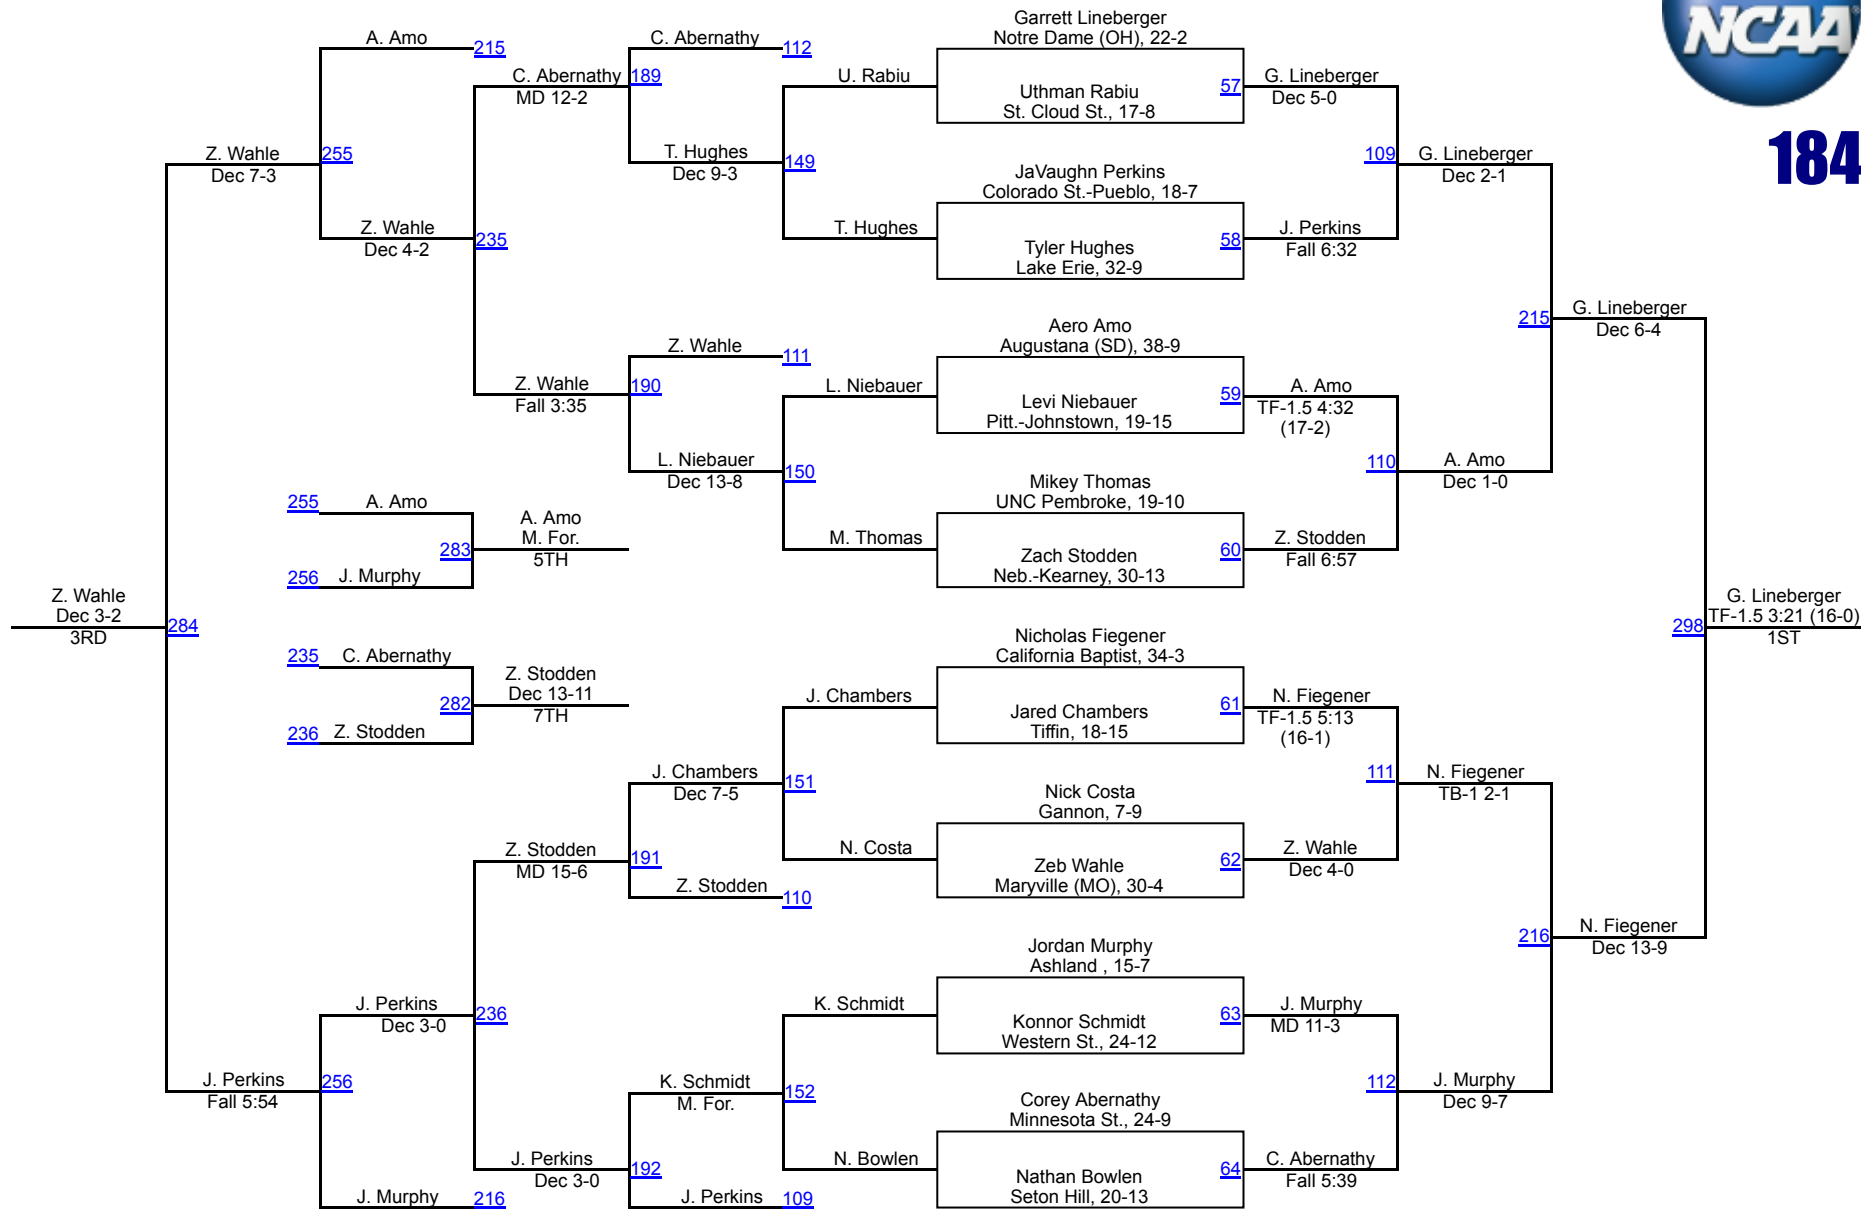 NCAA
184
A. Amo
215
C. Abernathy
112
Garrett Lineberger
Notre Dame (OH), 22-2
C. Abernathy
189
MD 12-2
U. Rabiu
Uthman Rabiu
St. Cloud St., 17-8
57
G. Lineberger
Dec 5-0
Z. Wahle
255
Dec 7-3
T. Hughes
149
Dec 9-3
JaVaughn Perkins
Colorado St.-Pueblo, 18-7
109
G. Lineberger
Dec 2-1
Z. Wahle
235
Dec 4-2
T. Hughes
Tyler Hughes
Lake Erie, 32-9
58
J. Perkins
Fall 6:32
215
G. Lineberger
Dec 6-4
Z. Wahle
111
Aero Amo
Augustana (SD), 38-9
Z. Wahle
190
Fall 3:35
L. Niebauer
Levi Niebauer
Pitt.-Johnstown, 19-15
59
A. Amo
TF-1.5 4:32
(17-2)
L. Niebauer
150
Dec 13-8
Mikey Thomas
UNC Pembroke, 19-10
110
A. Amo
Dec 1-0
255
A. Amo
A. Amo
M. For.
283
5TH
256
J. Murphy
M. Thomas
Zach Stodden
Neb.-Kearney, 30-13
60
Z. Stodden
Fall 6:57
Z. Wahle
Dec 3-2
3RD
284
298
G. Lineberger
TF-1.5 3:21 (16-0)
1ST
235
C. Abernathy
Z. Stodden
Dec 13-11
282
7TH
236
Z. Stodden
Nicholas Fiegener
California Baptist, 34-3
J. Chambers
Jared Chambers
Tiffin, 18-15
61
N. Fiegener
TF-1.5 5:13
(16-1)
J. Chambers
151
Dec 7-5
Nick Costa
Gannon, 7-9
111
N. Fiegener
TB-1 2-1
Z. Stodden
191
MD 15-6
Z. Stodden
110
N. Costa
Zeb Wahle
Maryville (MO), 30-4
62
Z. Wahle
Dec 4-0
216
N. Fiegener
Dec 13-9
Jordan Murphy
Ashland , 15-7
J. Perkins
236
Dec 3-0
K. Schmidt
Konnor Schmidt
Western St., 24-12
63
J. Murphy
MD 11-3
J. Perkins
256
Fall 5:54
K. Schmidt
152
M. For.
Corey Abernathy
Minnesota St., 24-9
112
J. Murphy
Dec 9-7
J. Perkins
192
Dec 3-0
N. Bowlen
Nathan Bowlen
Seton Hill, 20-13
64
C. Abernathy
Fall 5:39
J. Murphy
216
J. Perkins
109